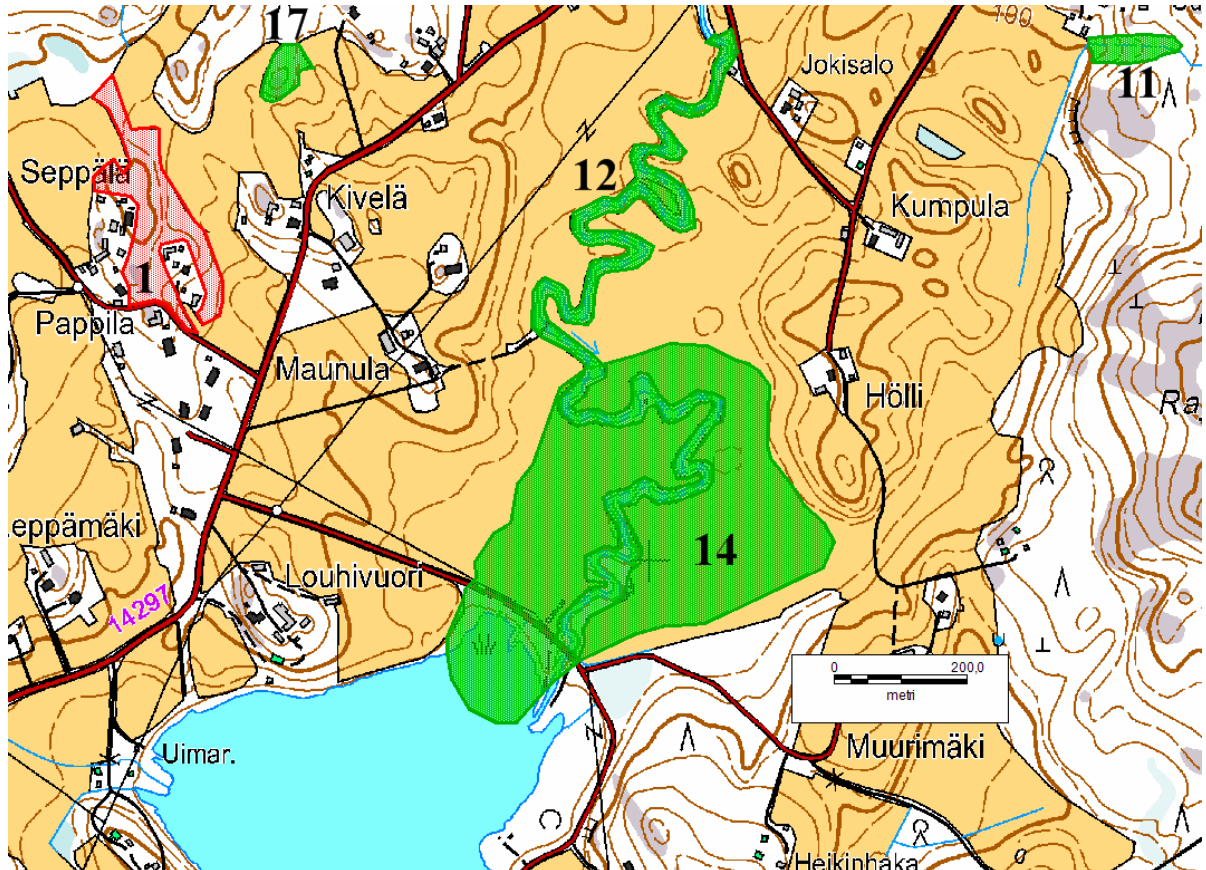 100
17
Jokisalo
11
Seppälä
Kivelä
12
Kumpula
1
Pappila
Maunula
Hölli
Ra
eppämäki
Louhivuori
14
14297
0 200,0
metri
Uimar.
Muurimäki
Heikinhaka